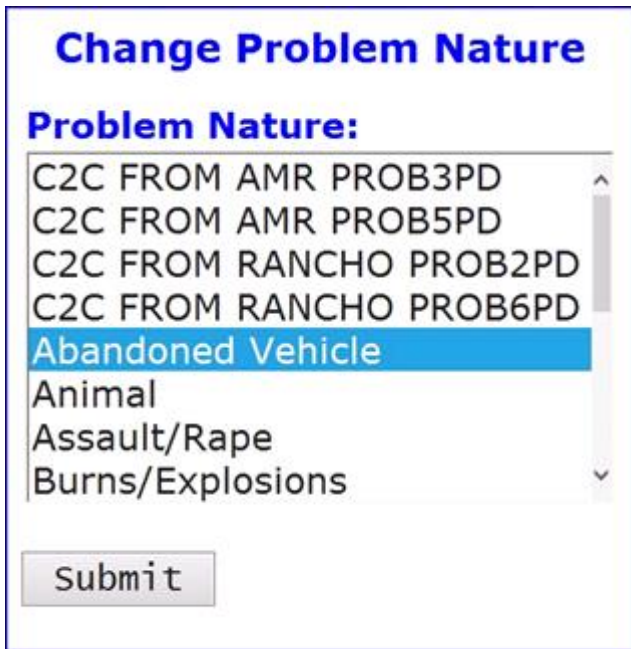 Change Problem Nature
Problem Nature:
C2C FROM AMR PROB3PD
C2C FROM AMR PROB5PD
C2C FROM RANCHO PROB2PD
C2C FROM RANCHO PROB6PD
Abandoned Vehicle
Animal
Assault/Rape
Burns/Explosions
Submit